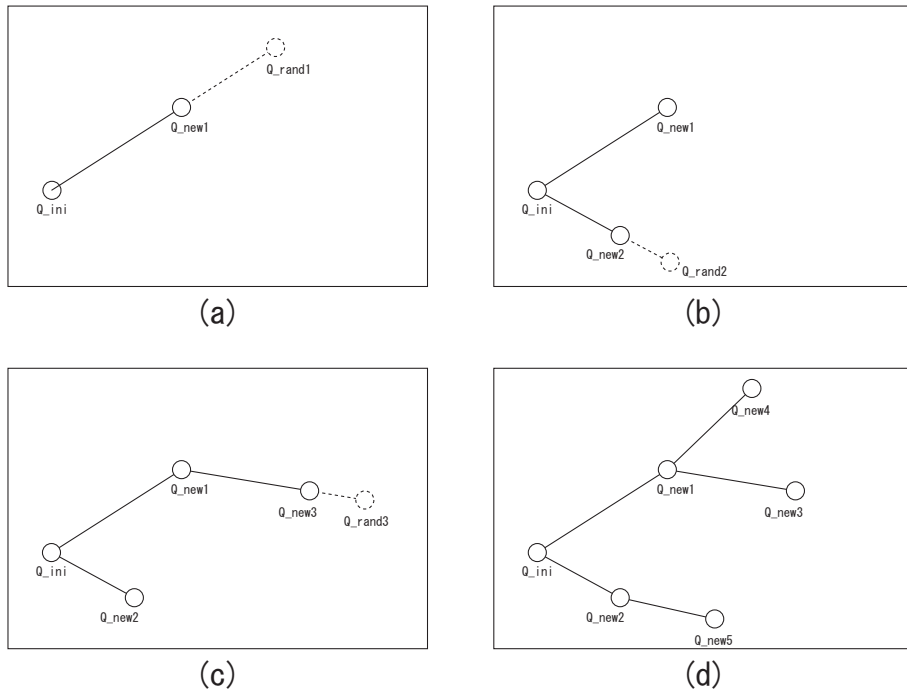 Q_rand1
Q_new1
Q_ini
(a)
Q_new1
Q_ini
Q_new2
Q_rand2
(b)
Q_new1
Q_new3
Q_rand3
Q_ini
Q_new2
(c)
Q_new4
Q_new1
Q_new3
Q_ini
Q_new2
Q_new5
(d)